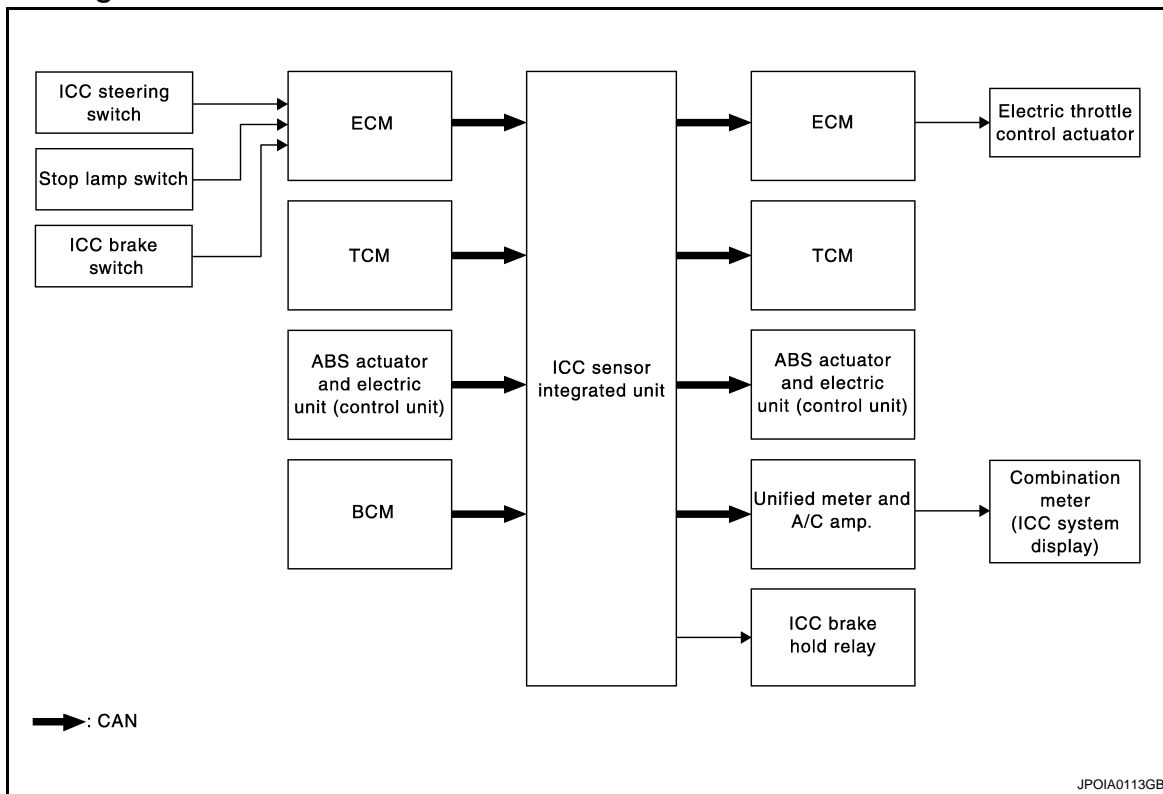 ICC steering
switch
Stop lamp switch
ICC brake
switch
ECM
TCM
ABS actuator
and electric
unit (control unit)
BCM
ICC sensor
integrated unit
ECM
TCM
ABS actuator
and electric
unit (control unit)
Unified meter and
A/C amp.
ICC brake
hold relay
Electric throttle
control actuator
Combination
meter
(ICC system
display)
: CAN
JPOIA0113GB